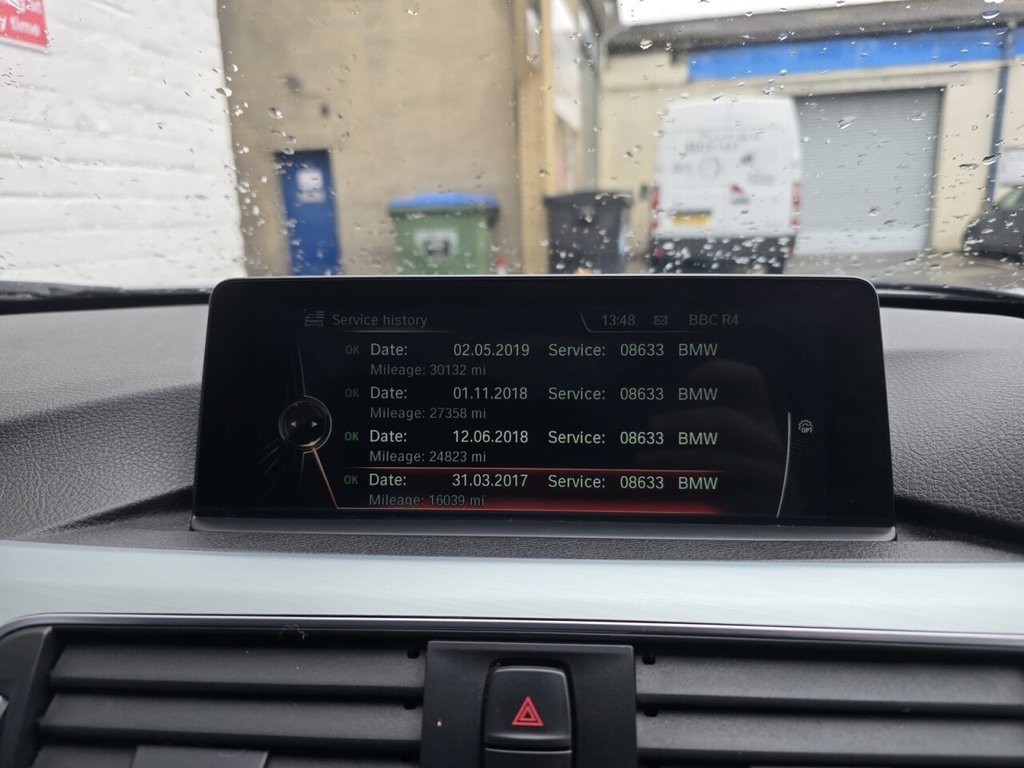 y time
Service history 13:48 BBC R4
OK Date: 02.05.2019 Service: 08633 BMW
Mileage: 30132 mi
OK Date: 01.11.2018 Service: 08633 BMW
Mileage: 27358 mi
OK Date: 12.06.2018 Service: 08633 BMW
Mileage: 24823 mi
OK Date: 31.03.2017 Service: 08633 BMW
Mileage: 16039 mi
OPT